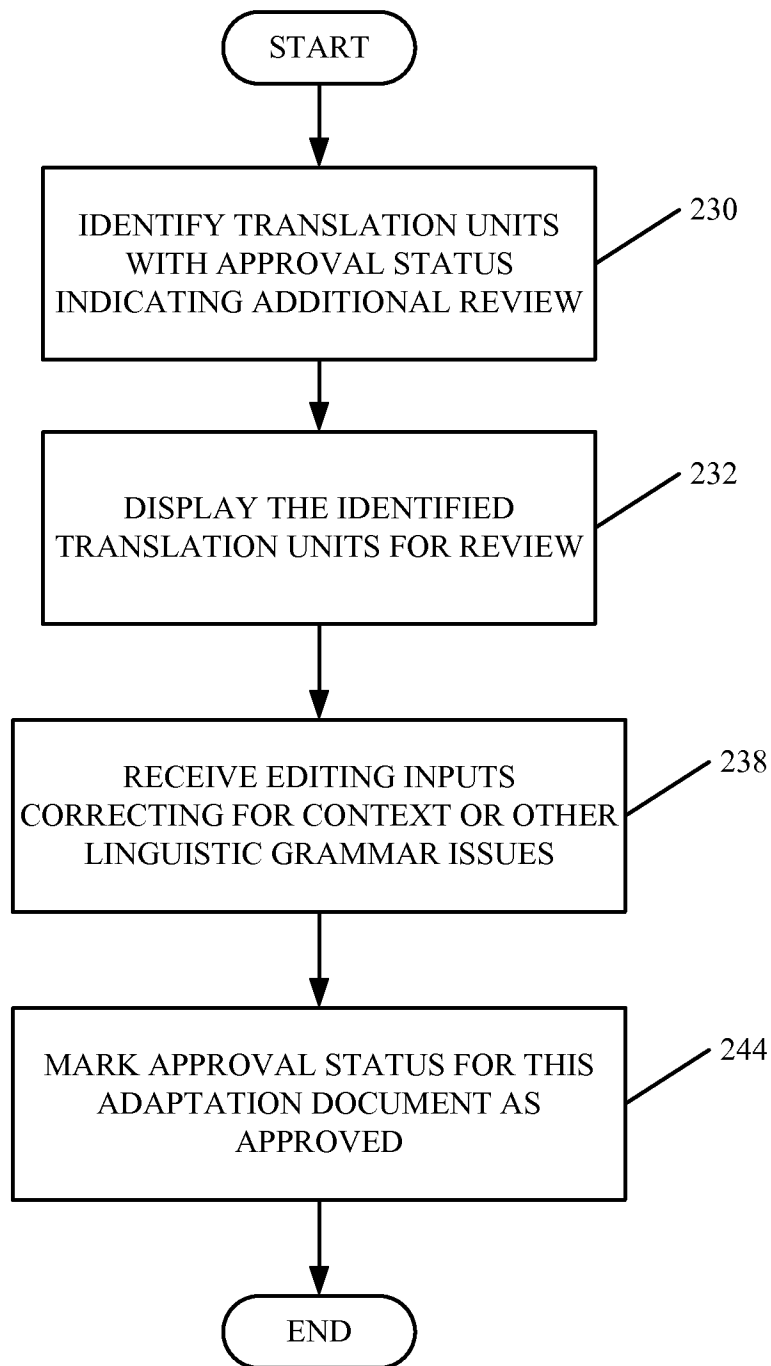 START
IDENTIFY TRANSLATION UNITS
WITH APPROVAL STATUS
INDICATING ADDITIONAL REVIEW
230
DISPLAY THE IDENTIFIED
TRANSLATION UNITS FOR REVIEW
232
RECEIVE EDITING INPUTS
CORRECTING FOR CONTEXT OR OTHER
LINGUISTIC GRAMMAR ISSUES
238
MARK APPROVAL STATUS FOR THIS
ADAPTATION DOCUMENT AS
APPROVED
244
END